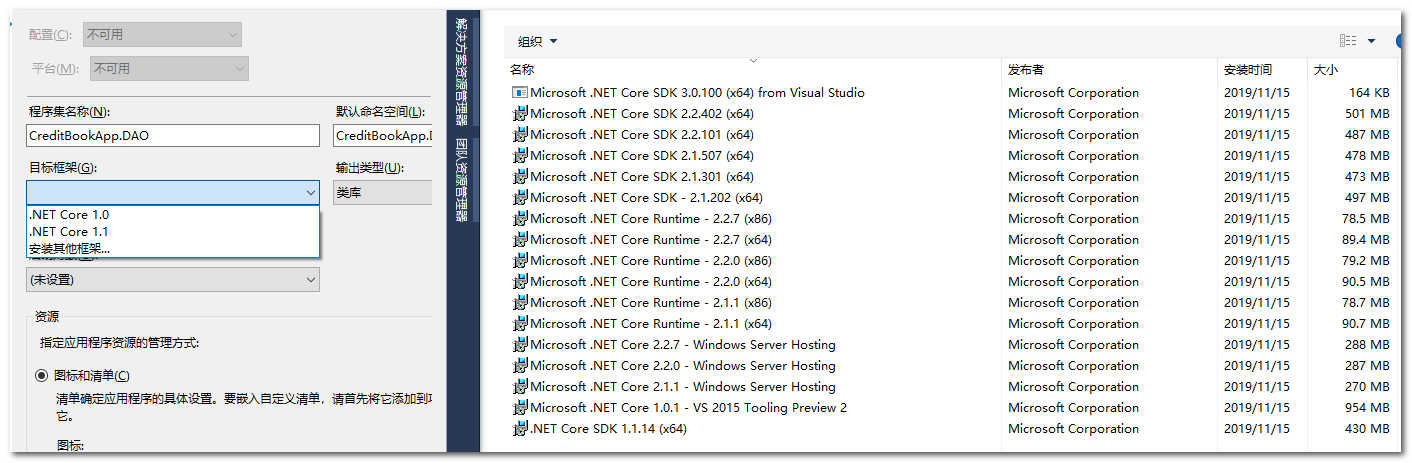 配置(C):
不可用
平台(M):
不可用
程序集名称(N):
默认命名空间(L):
CreditBookApp.DAO
CreditBookApp.D
目标框架(G):
输出类型(U):
类库
.NET Core 1.0
.NET Core 1.1
安装其他框架...
(未设置)
资源
指定应用程序资源的管理方式:
图标和清单(C)
清单确定应用程序的具体设置。要嵌入自定义清单，请首先将它添加到项
它。
图标:
解决方案资源管理器
团队资源管理器
组织
名称 发布者 安装时间 大小
Microsoft .NET Core SDK 3.0.100 (x64) from Visual Studio Microsoft Corporation 2019/11/15 164 KB
Microsoft .NET Core SDK 2.2.402 (x64) Microsoft Corporation 2019/11/15 501 MB
Microsoft .NET Core SDK 2.2.101 (x64) Microsoft Corporation 2019/11/15 487 MB
Microsoft .NET Core SDK 2.1.507 (x64) Microsoft Corporation 2019/11/15 478 MB
Microsoft .NET Core SDK 2.1.301 (x64) Microsoft Corporation 2019/11/15 473 MB
Microsoft .NET Core SDK - 2.1.202 (x64) Microsoft Corporation 2019/11/15 497 MB
Microsoft .NET Core Runtime - 2.2.7 (x86) Microsoft Corporation 2019/11/15 78.5 MB
Microsoft .NET Core Runtime - 2.2.7 (x64) Microsoft Corporation 2019/11/15 89.4 MB
Microsoft .NET Core Runtime - 2.2.0 (x86) Microsoft Corporation 2019/11/15 79.2 MB
Microsoft .NET Core Runtime - 2.2.0 (x64) Microsoft Corporation 2019/11/15 90.5 MB
Microsoft .NET Core Runtime - 2.1.1 (x86) Microsoft Corporation 2019/11/15 78.7 MB
Microsoft .NET Core Runtime - 2.1.1 (x64) Microsoft Corporation 2019/11/15 90.7 MB
Microsoft .NET Core 2.2.7 - Windows Server Hosting Microsoft Corporation 2019/11/15 288 MB
Microsoft .NET Core 2.2.0 - Windows Server Hosting Microsoft Corporation 2019/11/15 287 MB
Microsoft .NET Core 2.1.1 - Windows Server Hosting Microsoft Corporation 2019/11/15 270 MB
Microsoft .NET Core 1.0.1 - VS 2015 Tooling Preview 2 Microsoft Corporation 2019/11/15 954 MB
.NET Core SDK 1.1.14 (x64) Microsoft Corporation 2019/11/15 430 MB